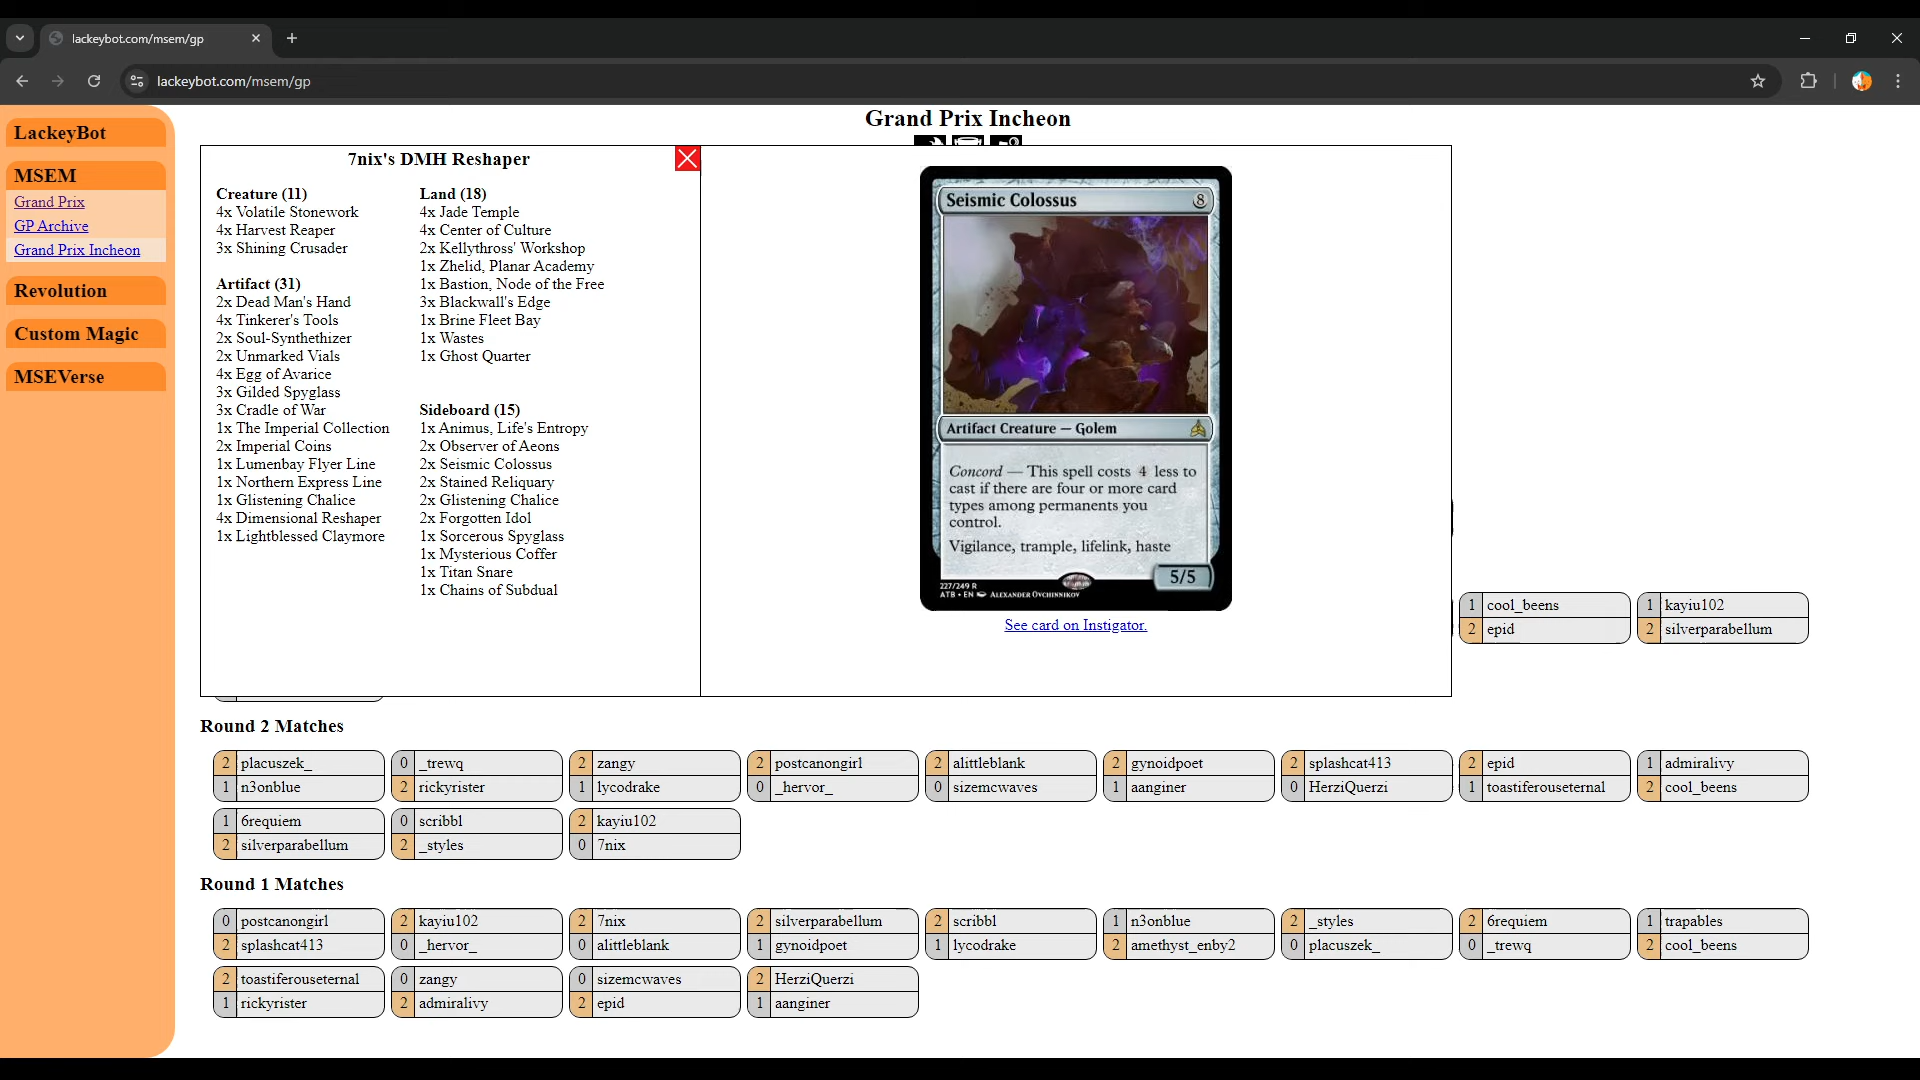 lackeybot.com/msem/gp
lackeybot.com/msem/gp
LackeyBot
MSEM
Grand Prix
GP Archive
Grand Prix Incheon
Revolution
Custom Magic
MSEVerse
Grand Prix Incheon
7nix's DMH Reshaper
Creature (11)
4x Volatile Stonework
4x Harvest Reaper
3x Shining Crusader
Artifact (31)
2x Dead Man's Hand
4x Tinkerer's Tools
2x Soul-Synthethizer
2x Unmarked Vials
4x Egg of Avarice
3x Gilded Spyglass
3x Cradle of War
1x The Imperial Collection
2x Imperial Coins
1x Lumenbay Flyer Line
1x Northern Express Line
1x Glistening Chalice
4x Dimensional Reshaper
1x Lightblessed Claymore
Land (18)
4x Jade Temple
4x Center of Culture
2x Kellythross' Workshop
1x Zhelid, Planar Academy
1x Bastion, Node of the Free
3x Blackwall's Edge
1x Brine Fleet Bay
1x Wastes
1x Ghost Quarter
Sideboard (15)
1x Animus, Life's Entropy
2x Observer of Aeons
2x Seismic Colossus
2x Stained Reliquary
2x Glistening Chalice
2x Forgotten Idol
1x Sorcerous Spyglass
1x Mysterious Coffer
1x Titan Snare
1x Chains of Subdual
Seismic Colossus 8
Artifact Creature — Golem
Concord — This spell costs 4 less to
cast if there are four or more card
types among permanents you
control.
Vigilance, trample, lifelink, haste
5/5
227/249 R
ATB • EN ALEXANDER OVCHINNIKOV
See card on Instigator.
1 cool_beens
2 epid
1 kayiu102
2 silverparabellum
Round 2 Matches
2 placuszek_
1 n3onblue
0 _trewq
2 rickyrister
2 zangy
1 lycodrake
2 postcanongirl
0 _hervor_
2 alittleblank
0 sizemcwaves
2 gynoidpoet
1 aanginer
2 splashcat413
0 HerziQuerzi
2 epid
1 toastiferouseternal
1 admiralivy
2 cool_beens
1 6requiem
2 silverparabellum
0 scribbl
2 _styles
2 kayiu102
0 7nix
Round 1 Matches
0 postcanongirl
2 splashcat413
2 kayiu102
0 _hervor_
2 7nix
0 alittleblank
2 silverparabellum
1 gynoidpoet
2 scribbl
1 lycodrake
1 n3onblue
2 amethyst_enby2
2 _styles
0 placuszek_
2 6requiem
0 _trewq
1 trapables
2 cool_beens
2 toastiferouseternal
1 rickyrister
0 zangy
2 admiralivy
0 sizemcwaves
2 epid
2 HerziQuerzi
1 aanginer